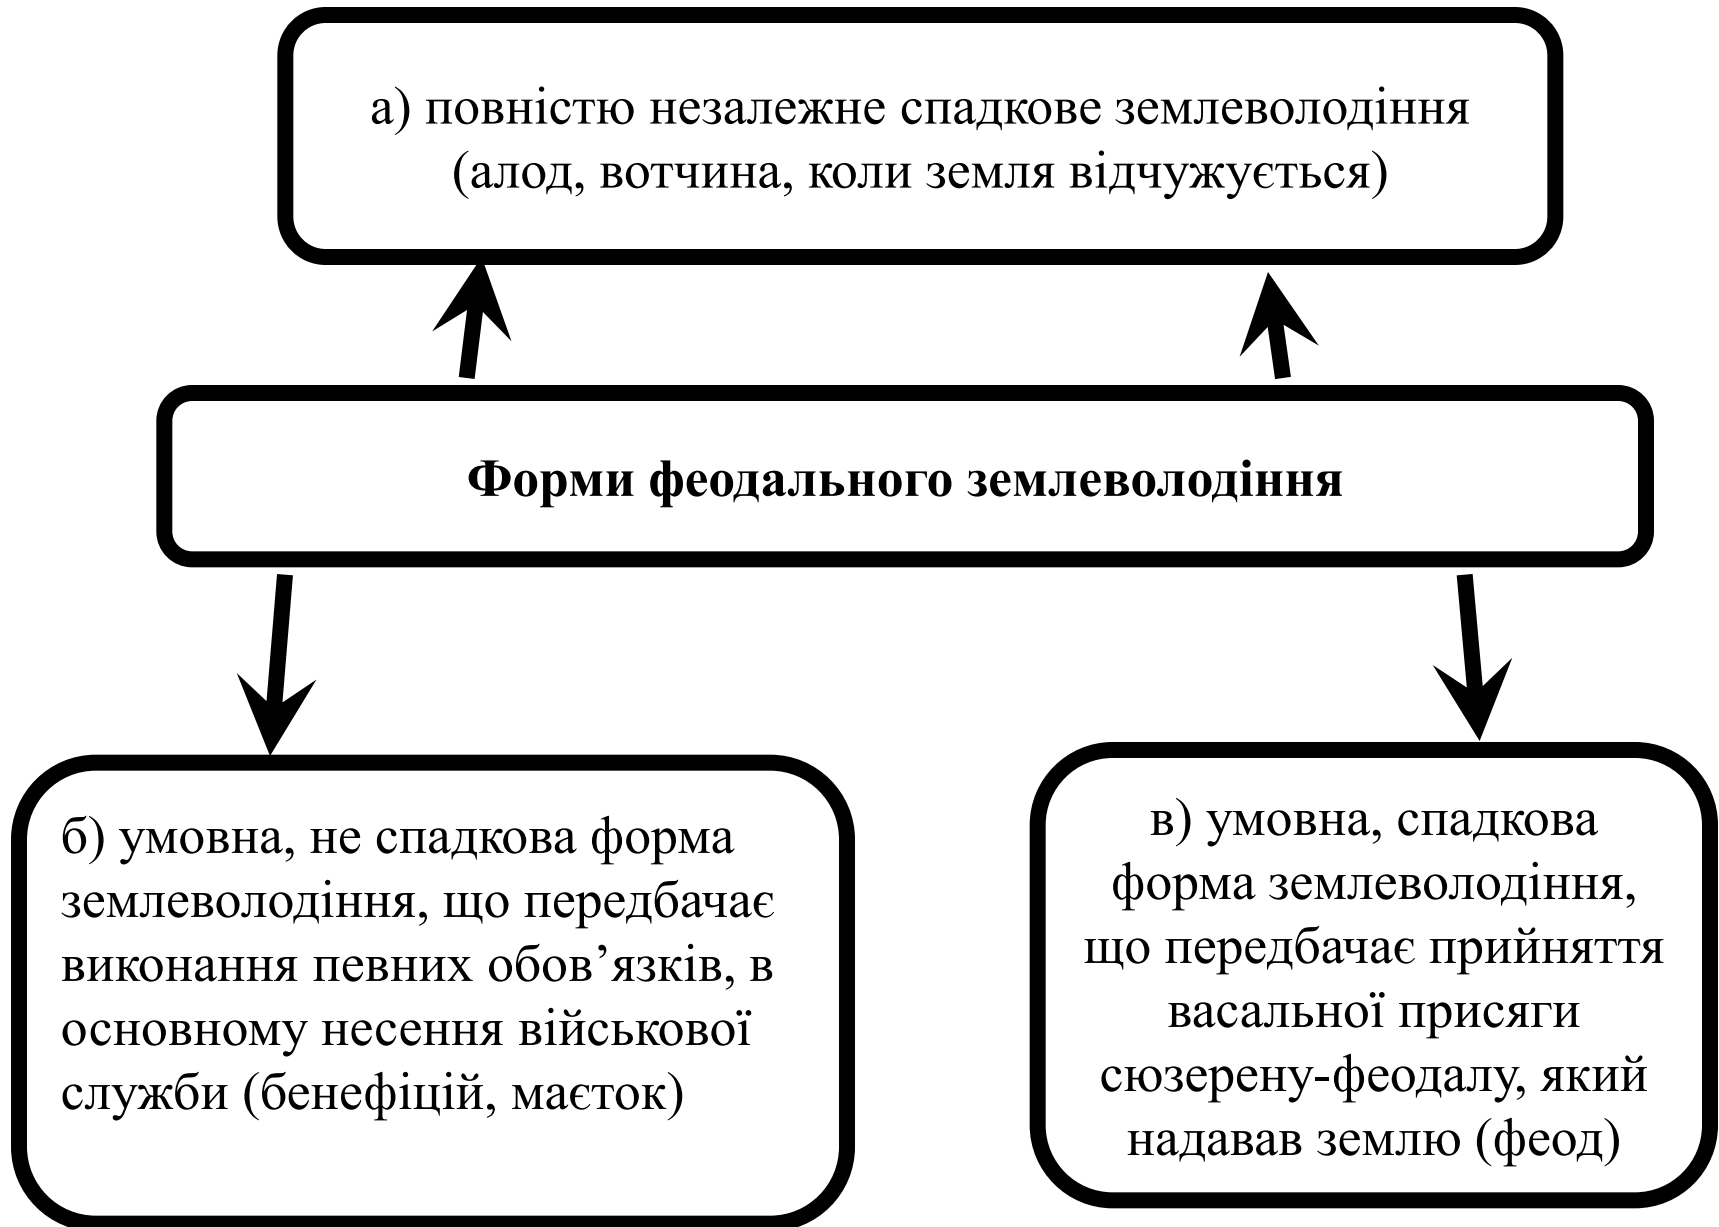 а) повністю незалежне спадкове землеволодіння
(алод, вотчина, коли земля відчужується)
Форми феодального землеволодіння
б) умовна, не спадкова форма
землеволодіння, що передбачає
виконання певних обов’язків, в
основному несення військової
служби (бенефіцій, маєток)
в) умовна, спадкова
форма землеволодіння,
що передбачає прийняття
васальної присяги
сюзерену-феодалу, який
надавав землю (феод)